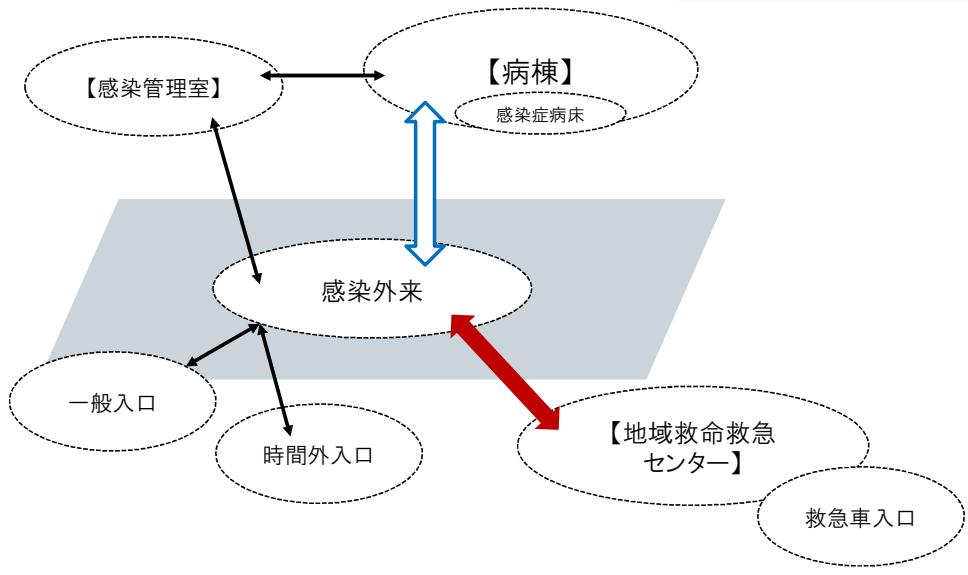 【感染管理室】
【病棟】
感染症病床
感染外来
一般入口
時間外入口
【地域救命救急
センター】
救急車入口